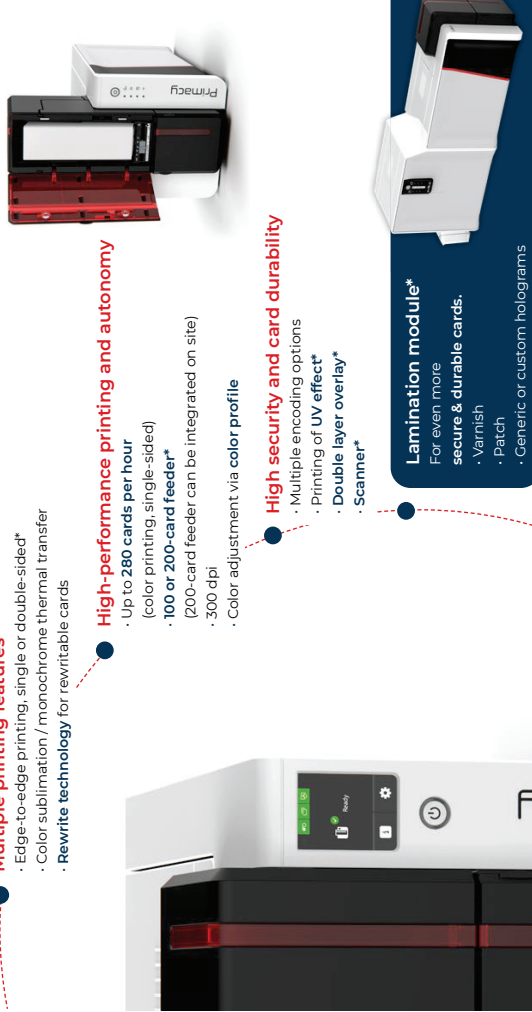 Multiple printing features
· Edge-to-edge printing, single or double-sided*
· Color sublimation / monochrome thermal transfer
· Rewrite technology for rewritable cards
High-performance printing and autonomy
· Up to 280 cards per hour
(color printing, single-sided)
· 100 or 200-card feeder*
(200-card feeder can be integrated on site)
· 300 dpi
· Color adjustment via color profile
High security and card durability
· Multiple encoding options
· Printing of UV effect*
· Double layer overlay*
· Scanner*
Lamination module*
For even more
secure & durable cards.
· Varnish
· Patch
· Generic or custom holograms
Primacy
Ready